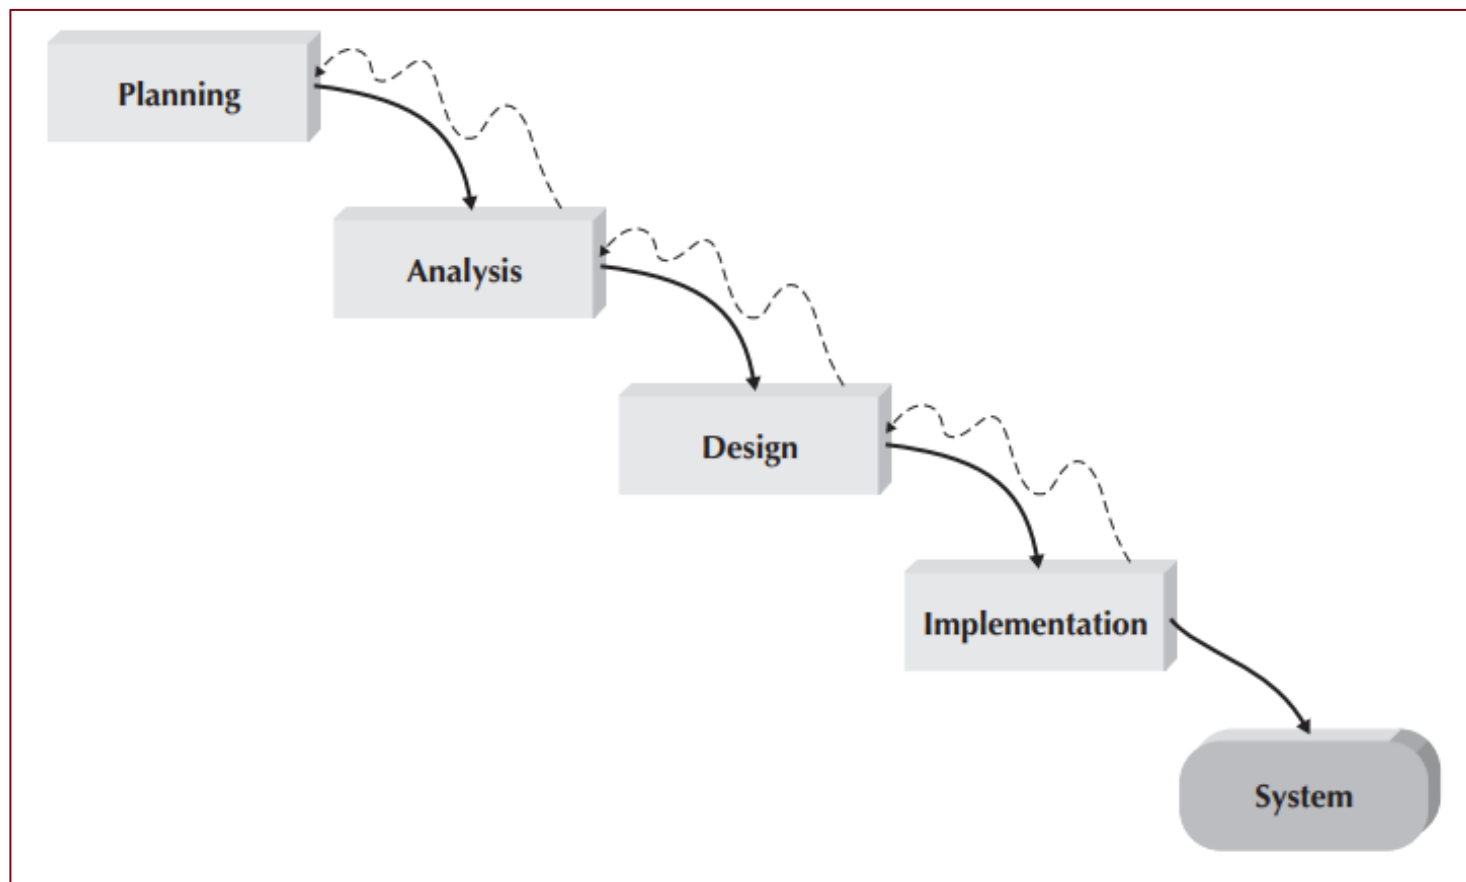 Planning
Analysis
Design
Implementation
System